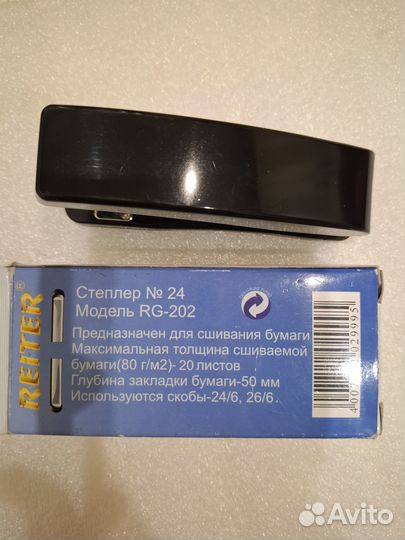 REITER®
Степлер № 24
Модель RG-202
Предназначен для сшивания бумаги
Максимальная толщина сшиваемой
бумаги(80 г/м2)- 20 листов
Глубина закладки бумаги-50 мм
Используются скобы-24/6, 26/6
Avito